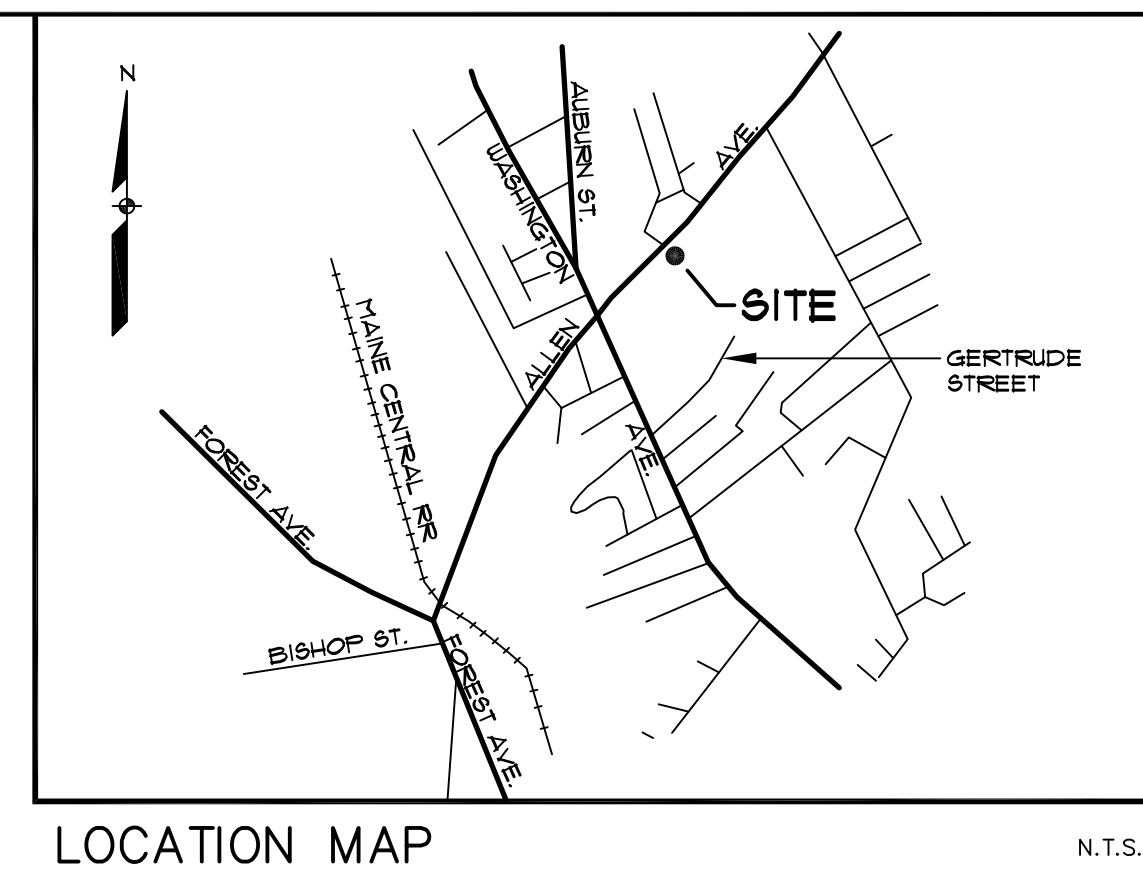 N
AUBURN ST.
WASHINGTON
AVE.
SITE
MAINE CENTRAL RR
ALLEN
GERTRUDE
STREET
FOREST AVE.
AVE.
BISHOP ST.
FOREST AVE.
LOCATION MAP
N.T.S.